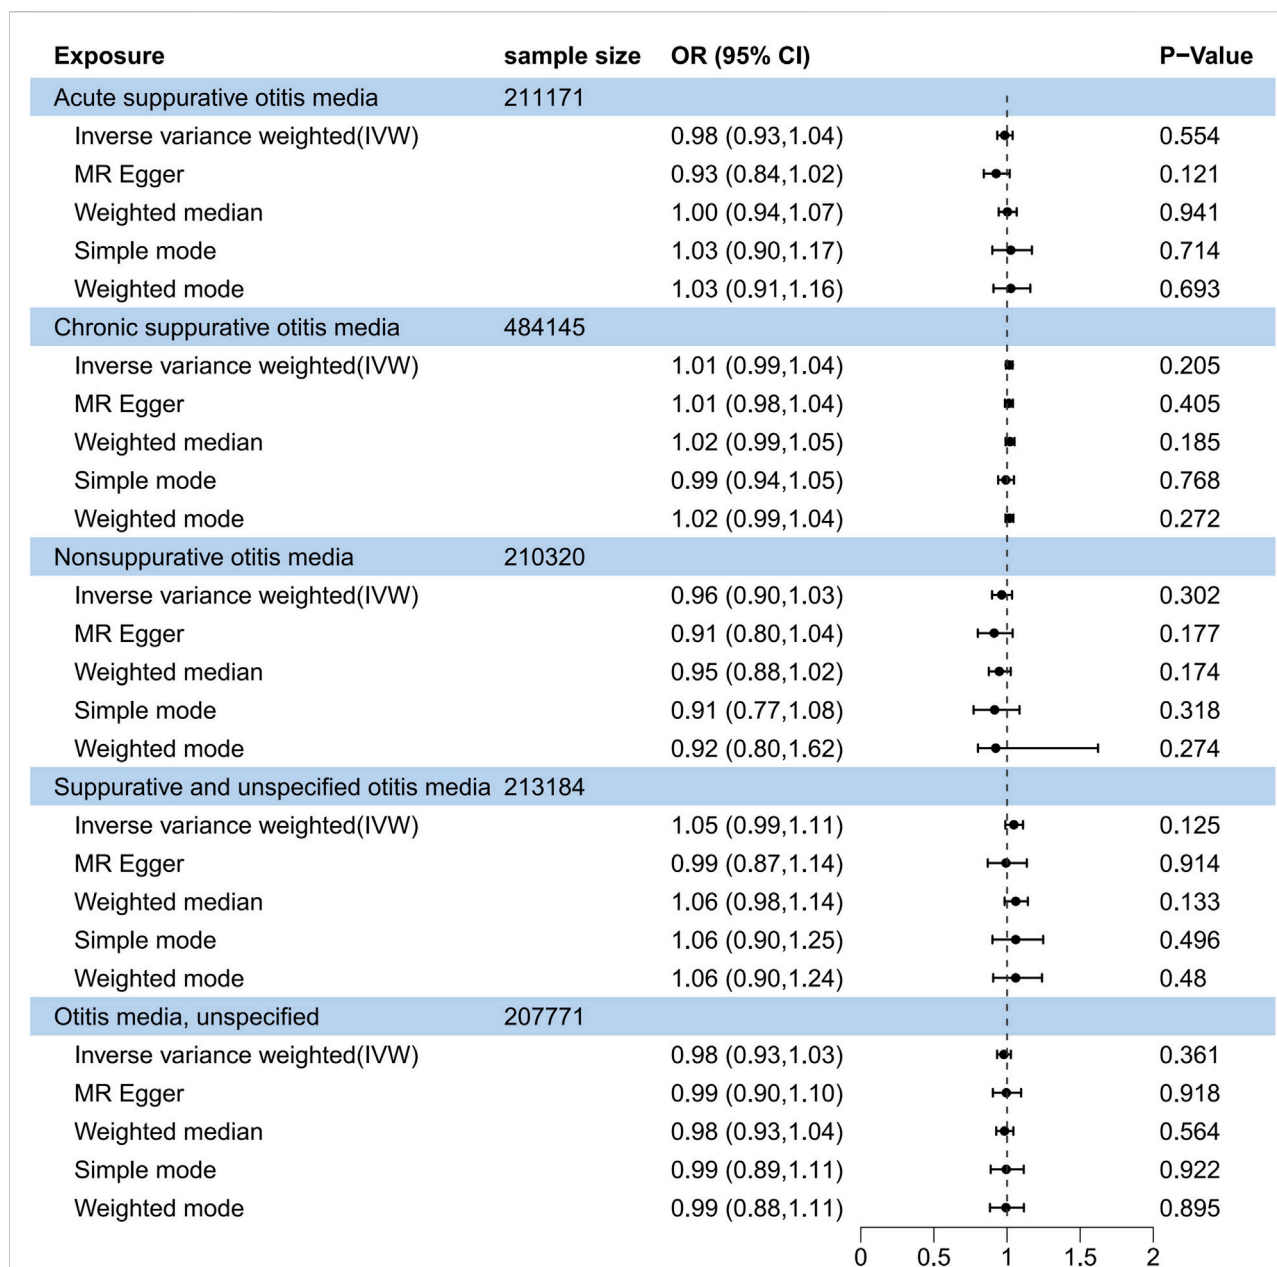 Exposure sample size OR (95% CI) P−Value
Acute suppurative otitis media 211171
Inverse variance weighted(IVW) 0.98 (0.93,1.04) 0.554
MR Egger 0.93 (0.84,1.02) 0.121
Weighted median 1.00 (0.94,1.07) 0.941
Simple mode 1.03 (0.90,1.17) 0.714
Weighted mode 1.03 (0.91,1.16) 0.693
Chronic suppurative otitis media 484145
Inverse variance weighted(IVW) 1.01 (0.99,1.04) 0.205
MR Egger 1.01 (0.98,1.04) 0.405
Weighted median 1.02 (0.99,1.05) 0.185
Simple mode 0.99 (0.94,1.05) 0.768
Weighted mode 1.02 (0.99,1.04) 0.272
Nonsuppurative otitis media 210320
Inverse variance weighted(IVW) 0.96 (0.90,1.03) 0.302
MR Egger 0.91 (0.80,1.04) 0.177
Weighted median 0.95 (0.88,1.02) 0.174
Simple mode 0.91 (0.77,1.08) 0.318
Weighted mode 0.92 (0.80,1.62) 0.274
Suppurative and unspecified otitis media 213184
Inverse variance weighted(IVW) 1.05 (0.99,1.11) 0.125
MR Egger 0.99 (0.87,1.14) 0.914
Weighted median 1.06 (0.98,1.14) 0.133
Simple mode 1.06 (0.90,1.25) 0.496
Weighted mode 1.06 (0.90,1.24) 0.48
Otitis media, unspecified 207771
Inverse variance weighted(IVW) 0.98 (0.93,1.03) 0.361
MR Egger 0.99 (0.90,1.10) 0.918
Weighted median 0.98 (0.93,1.04) 0.564
Simple mode 0.99 (0.89,1.11) 0.922
Weighted mode 0.99 (0.88,1.11) 0.895
0 0.5 1 1.5 2